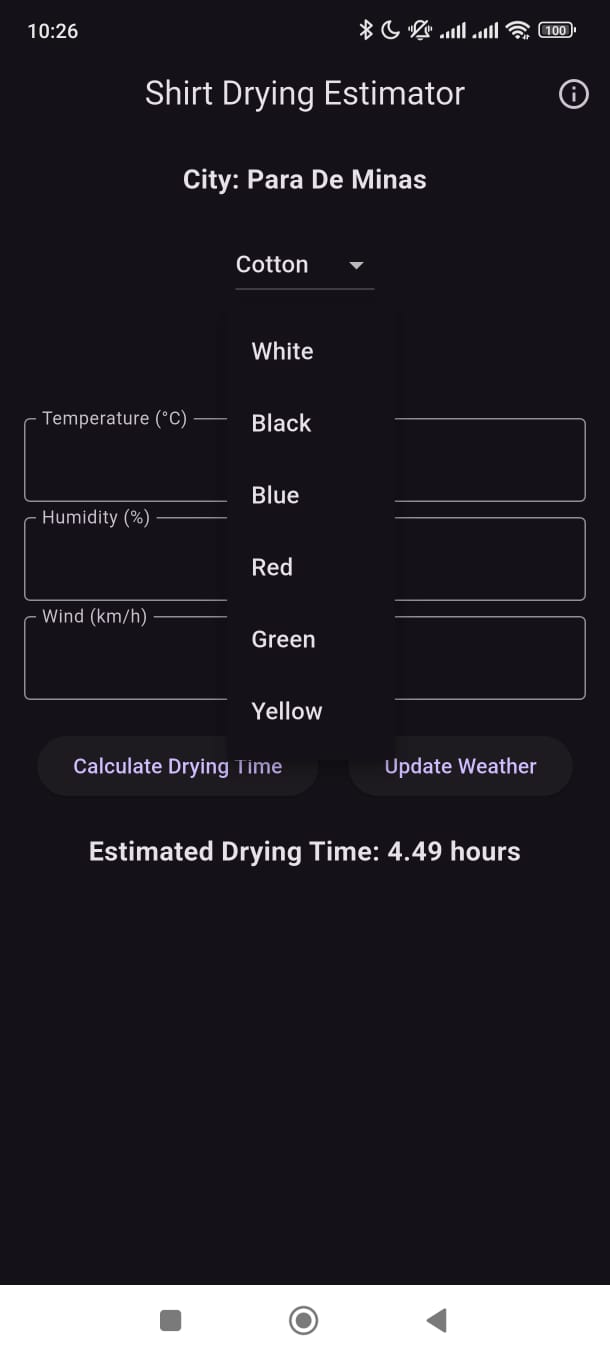 10:26
100
Shirt Drying Estimator
City: Para De Minas
Cotton
White
Temperature (°C)
Black
Blue
Humidity (%)
Red
Wind (km/h)
Green
Yellow
Calculate Drying Time
Update Weather
Estimated Drying Time: 4.49 hours